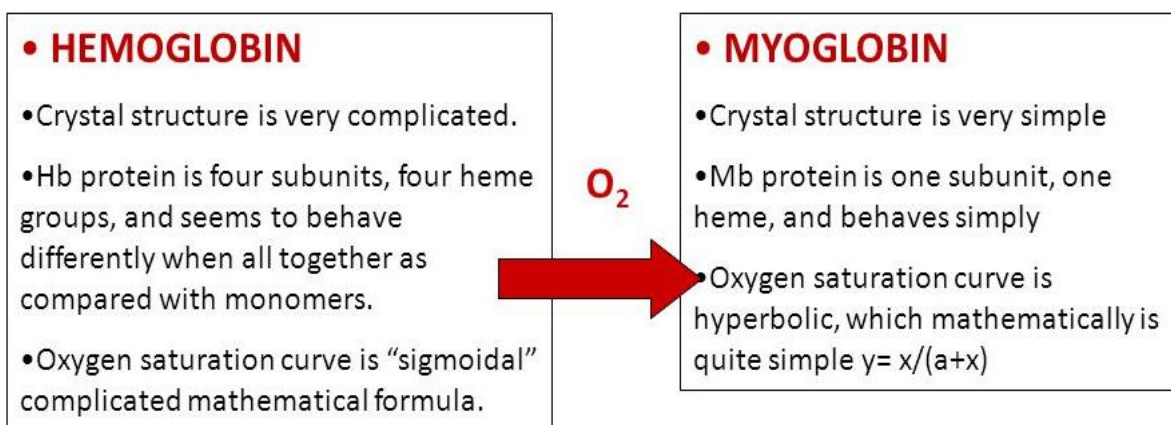 • HEMOGLOBIN
•Crystal structure is very complicated.
•Hb protein is four subunits, four heme
groups, and seems to behave
differently when all together as
compared with monomers.
•Oxygen saturation curve is “sigmoidal”
complicated mathematical formula.
O₂
• MYOGLOBIN
•Crystal structure is very simple
•Mb protein is one subunit, one
heme, and behaves simply
•Oxygen saturation curve is
hyperbolic, which mathematically is
quite simple y= x/(a+x)